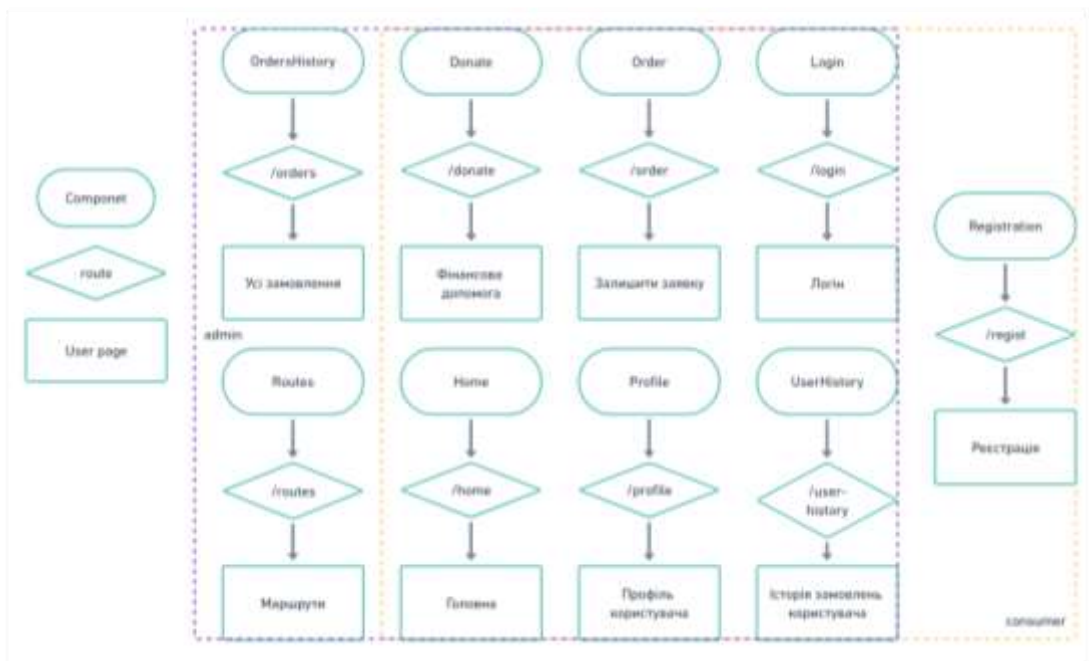 OrdersHistory
Donate
Order
Login
/orders
/donate
/order
/login
Componet
Registration
route
Усі замовлення
Фінансова
допомога
Залишити заявку
Логін
admin
/regist
User page
Routes
Home
Profile
UserHistory
Реєстрація
/routes
/home
/profile
/user-
history
Маршрути
Головна
Профіль
користувача
Історія замовлень
користувача
consumer